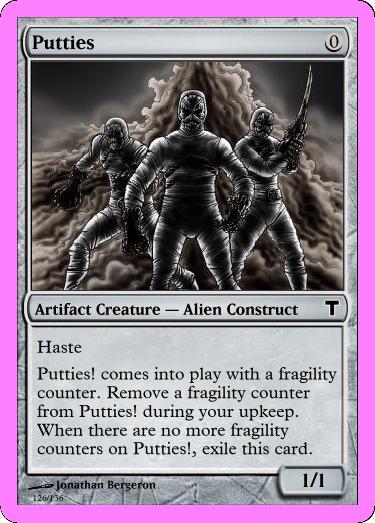 Putties 0
Artifact Creature — Alien Construct T
Haste
Putties! comes into play with a fragility
counter. Remove a fragility counter
from Putties! during your upkeep.
When there are no more fragility
counters on Putties!, exile this card.
1/1
Jonathan Bergeron
126/136